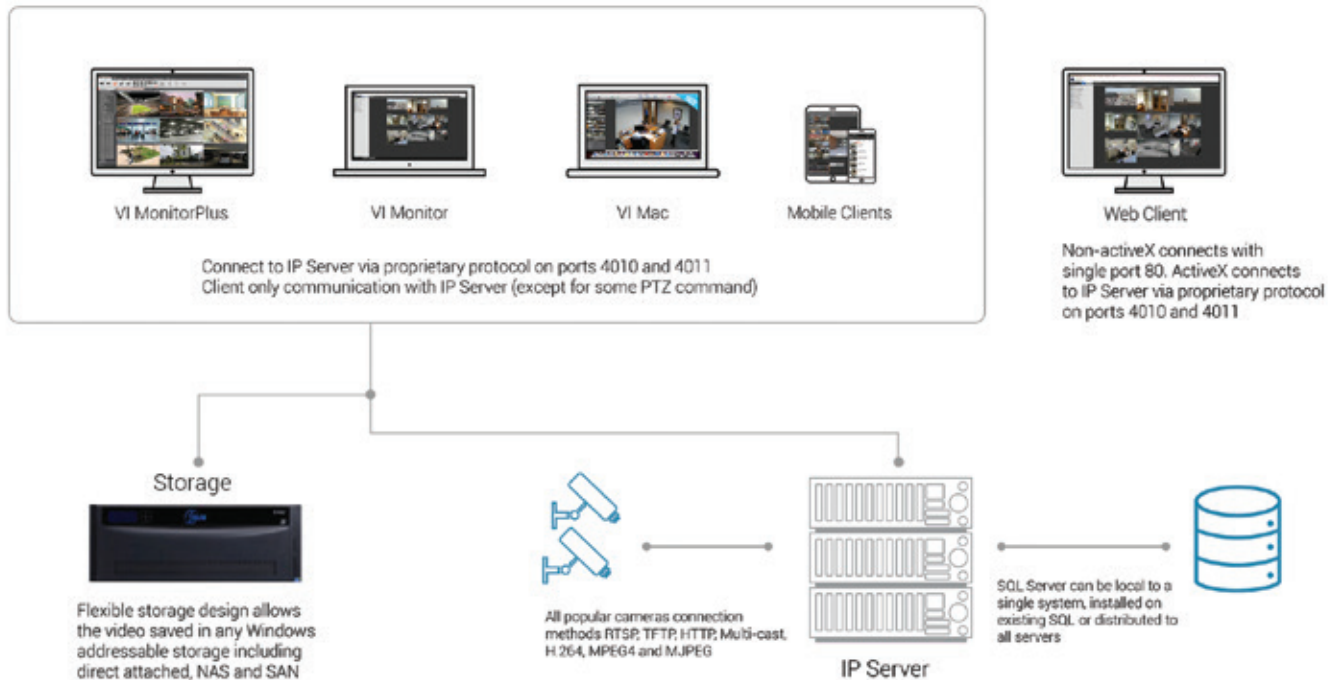 VI MonitorPlus
VI Monitor
VI Mac
Mobile Clients
Web Client
Connect to IP Server via proprietary protocol on ports 4010 and 4011
Client only communication with IP Server (except for some PTZ command)
Non-activeX connects with
single port 80. ActiveX connects
to IP Server via proprietary protocol
on ports 4010 and 4011
Storage
Flexible storage design allows
the video saved in any Windows
addressable storage including
direct attached, NAS and SAN
All popular cameras connection
methods RTSP, TFTP, HTTP, Multi-cast,
H.264, MPEG4 and MJPEG
IP Server
SQL Server can be local to a
single system, installed on
existing SQL or distributed to
all servers